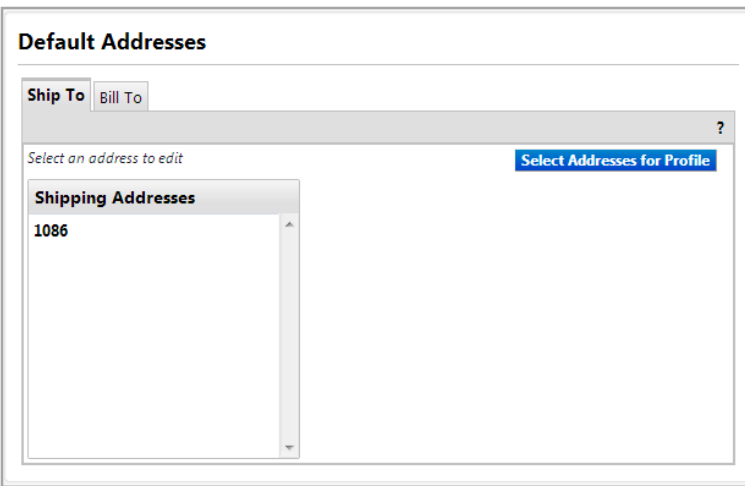 Default Addresses
Ship To Bill To
?
Select an address to edit Select Addresses for Profile
Shipping Addresses
1086